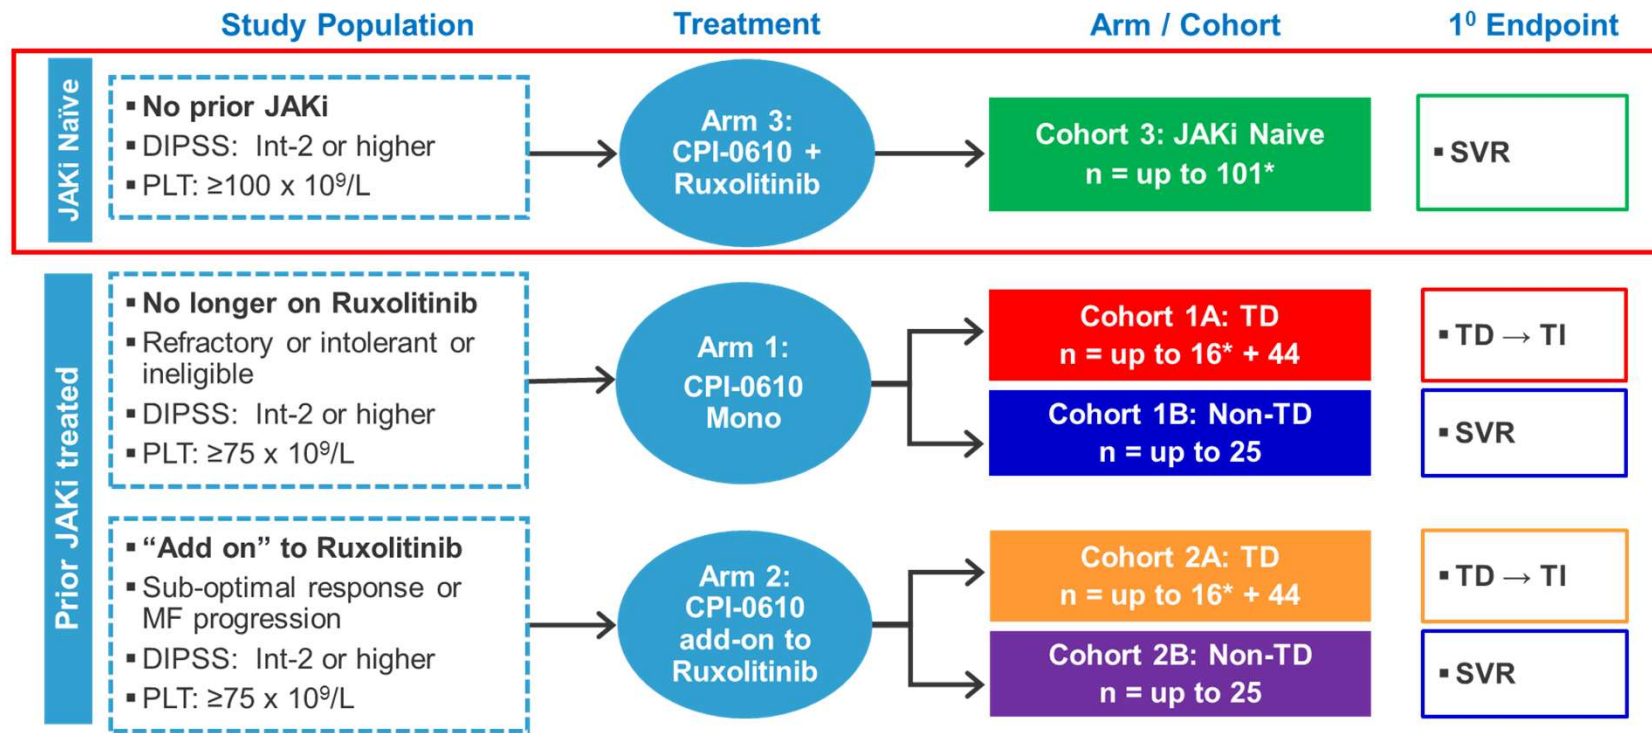 Study Population
Treatment
Arm / Cohort
1⁰ Endpoint
JAKi Naïve
▪ No prior JAKi
▪ DIPSS: Int-2 or higher
▪ PLT: ≥100 x 10⁹/L
Arm 3:
CPI-0610 +
Ruxolitinib
Cohort 3: JAKi Naive
n = up to 101*
▪ SVR
Prior JAKi treated
▪ No longer on Ruxolitinib
▪ Refractory or intolerant or
ineligible
▪ DIPSS: Int-2 or higher
▪ PLT: ≥75 x 10⁹/L
Arm 1:
CPI-0610
Mono
Cohort 1A: TD
n = up to 16* + 44
▪ TD → TI
Cohort 1B: Non-TD
n = up to 25
▪ SVR
▪ “Add on” to Ruxolitinib
▪ Sub-optimal response or
MF progression
▪ DIPSS: Int-2 or higher
▪ PLT: ≥75 x 10⁹/L
Arm 2:
CPI-0610
add-on to
Ruxolitinib
Cohort 2A: TD
n = up to 16* + 44
▪ TD → TI
Cohort 2B: Non-TD
n = up to 25
▪ SVR